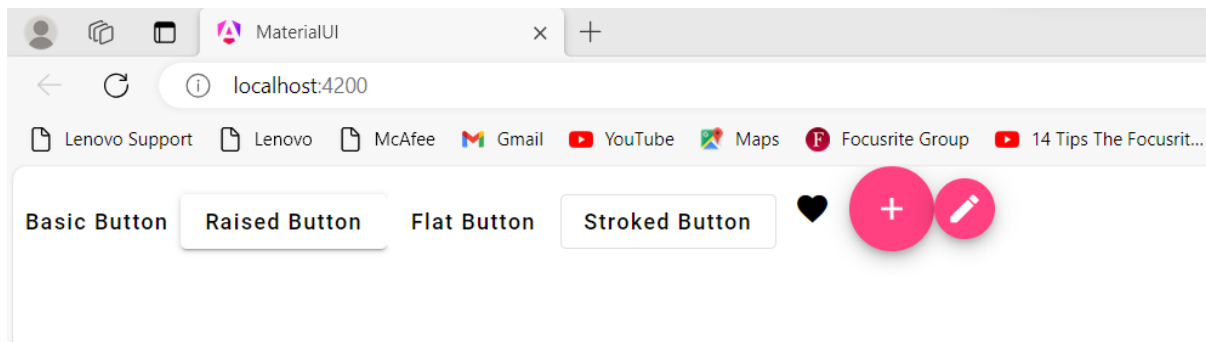 MaterialUI
localhost:4200
Lenovo Support Lenovo McAfee Gmail YouTube Maps Focusrite Group 14 Tips The Focusrit...
Basic Button Raised Button Flat Button Stroked Button